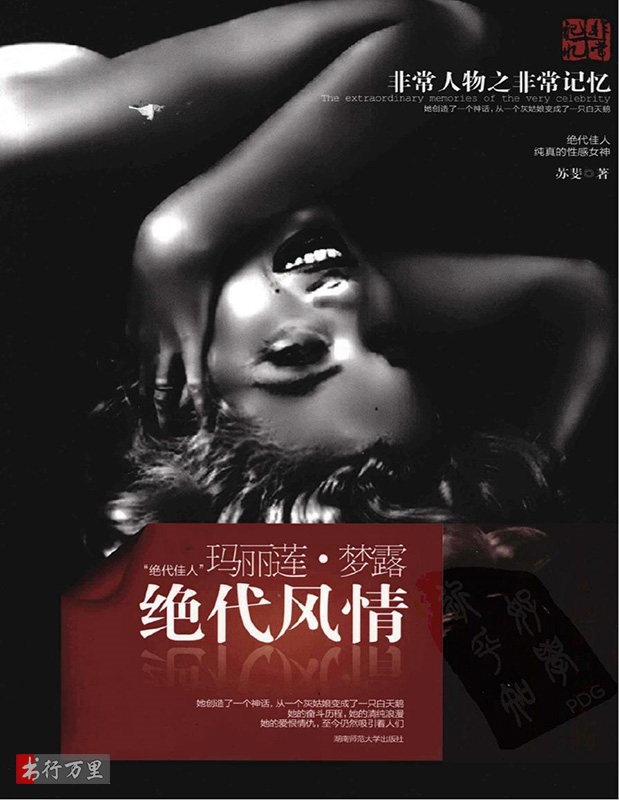 非常
记忆
非常人物之非常记忆
The extraordinary memories of the very celebrity
她创造了一个神话，从一个灰姑娘变成了一只白天鹅
绝代佳人
纯真的性感女神
苏斐◎著
“绝代佳人”玛丽莲·梦露
绝代风情
她创造了一个神话，从一个灰姑娘变成了一只白天鹅
她的奋斗历程，她的清纯浪漫
她的爱恨情仇，至今仍然吸引着人们
湖南师范大学出版社
PDG
书行万里